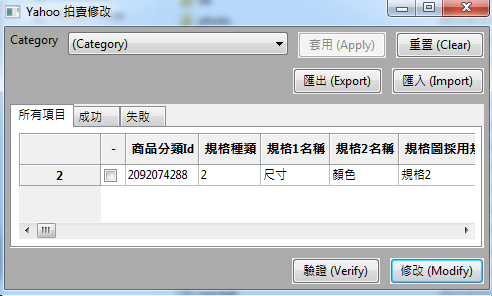 Yahoo 拍賣修改
Category (Category) 套用 (Apply) 重置 (Clear)
匯出 (Export) 匯入 (Import)
所有項目 成功 失敗
- 商品分類Id 規格種類 規格1名稱 規格2名稱 規格圖採用規
2 2092074288 2 尺寸 顏色 規格2
驗證 (Verify) 修改 (Modify)